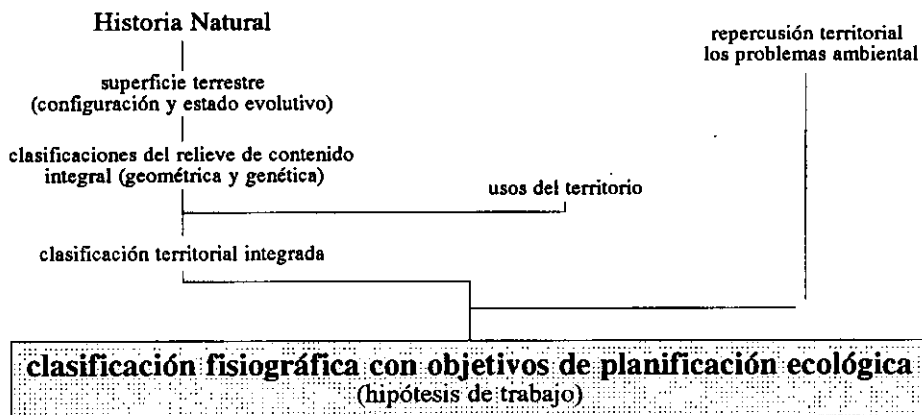 Historia Natural
repercusión territorial
los problemas ambiental
superficie terrestre
(configuración y estado evolutivo)
clasificaciones del relieve de contenido
integral (geométrica y genética)
usos del territorio
clasificación territorial integrada
clasificación fisiográfica con objetivos de planificación ecológica
(hipótesis de trabajo)